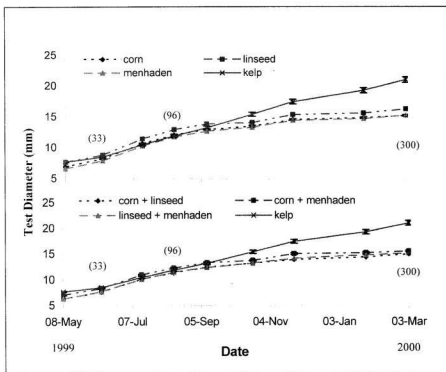 corn linseed
menhaden kelp
25
20
15
10
5
(33)
(96)
(300)
Test Diameter (mm)
corn + linseed corn + menhaden
linseed + menhaden kelp
25
20
15
10
5
(33)
(96)
(300)
08-May 07-Jul 05-Sep 04-Nov 03-Jan 03-Mar
1999 Date 2000